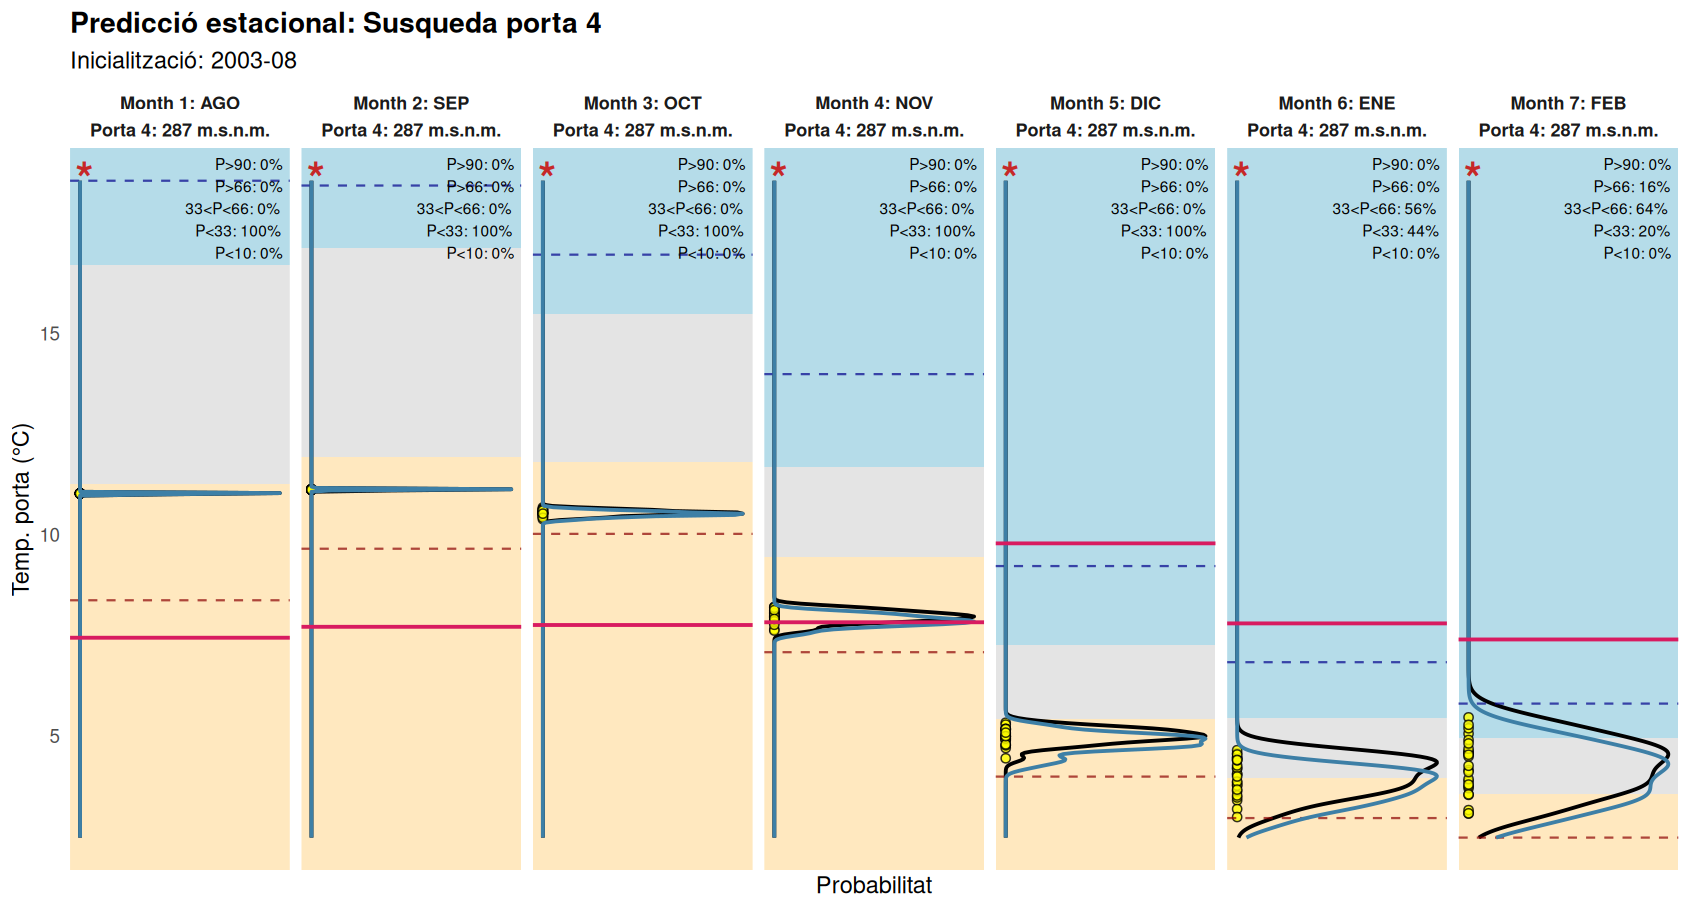 Predicció estacional: Susqueda porta 4
Inicialització: 2003-08
Month 1: AGO
Porta 4: 287 m.s.n.m.
Month 2: SEP
Porta 4: 287 m.s.n.m.
Month 3: OCT
Porta 4: 287 m.s.n.m.
Month 4: NOV
Porta 4: 287 m.s.n.m.
Month 5: DIC
Porta 4: 287 m.s.n.m.
Month 6: ENE
Porta 4: 287 m.s.n.m.
Month 7: FEB
Porta 4: 287 m.s.n.m.
*
P>90: 0%
P>66: 0%
33<P<66: 0%
P<33: 100%
P<10: 0%
*
P>90: 0%
P>66: 0%
33<P<66: 0%
P<33: 100%
P<10: 0%
*
P>90: 0%
P>66: 0%
33<P<66: 0%
P<33: 100%
P<10: 0%
*
P>90: 0%
P>66: 0%
33<P<66: 0%
P<33: 100%
P<10: 0%
*
P>90: 0%
P>66: 0%
33<P<66: 0%
P<33: 100%
P<10: 0%
*
P>90: 0%
P>66: 0%
33<P<66: 56%
P<33: 44%
P<10: 0%
*
P>90: 0%
P>66: 16%
33<P<66: 64%
P<33: 20%
P<10: 0%
15
10
5
Temp. porta (°C)
Probabilitat